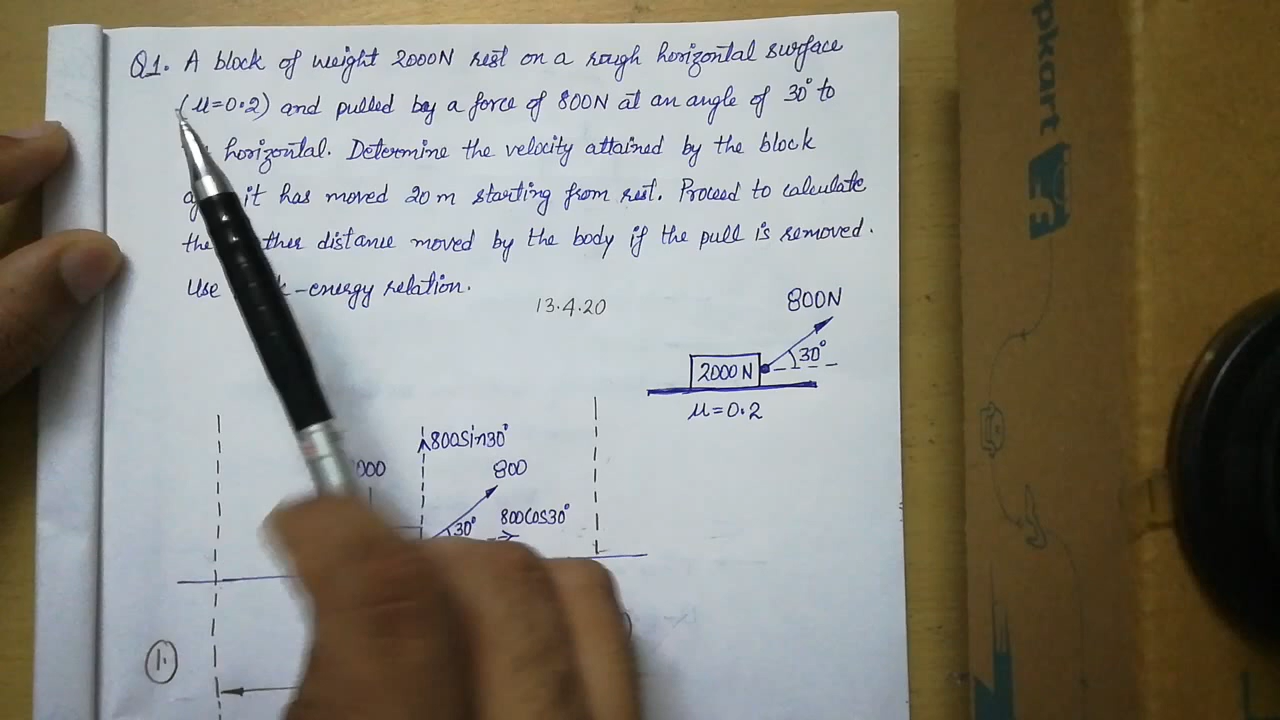 Q1. A block of weight 2000N rest on a rough horizontal surface
(μ=0.2) and pulled by a force of 800N at an angle of 30° to
horizontal. Determine the velocity attained by the block
it has moved 20m starting from rest. Proceed to calculate
the distance moved by the body if the pull is removed.
Use -energy relation.
13.4.20
800N
30°
2000N
μ=0.2
800sin30°
800
30°
800cos30°
1.
pkart